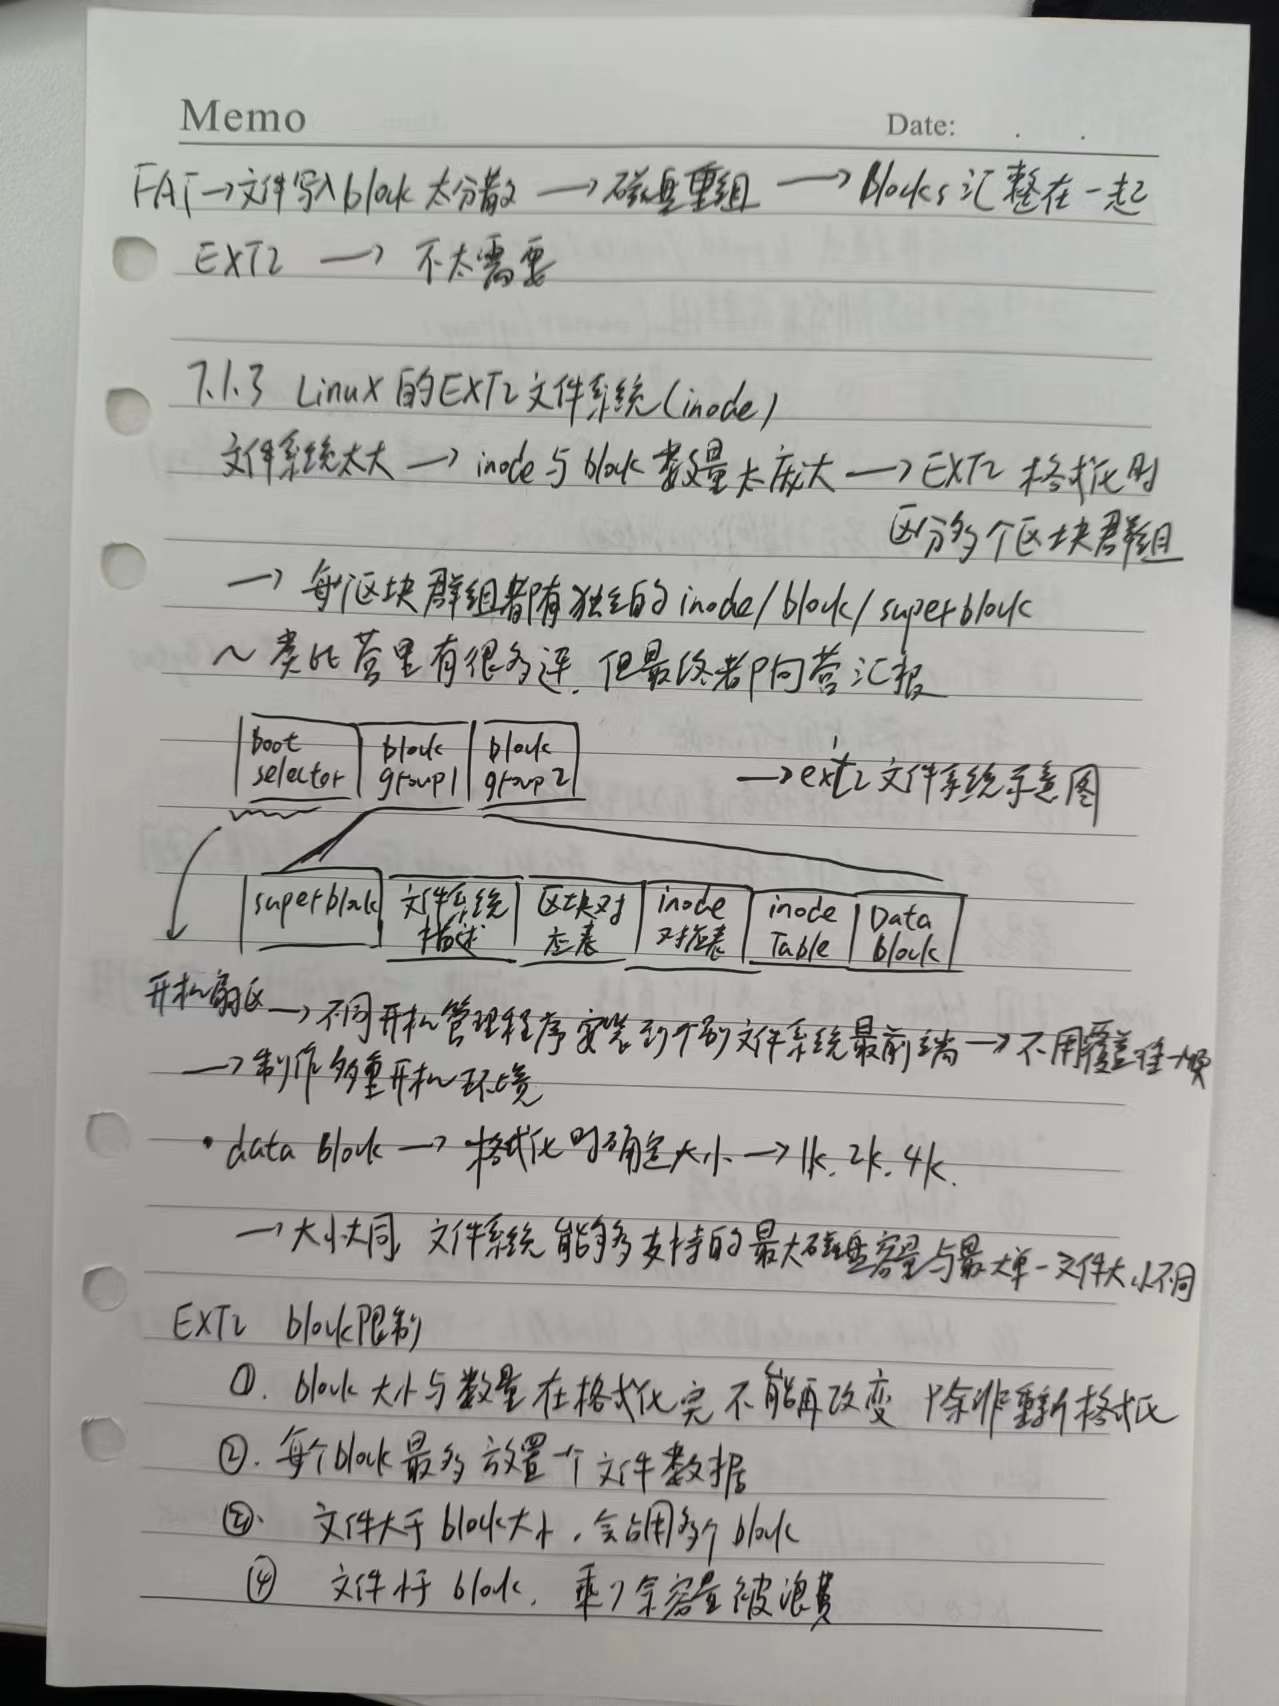 Memo
Date: . .
FAT→文件写入block太分散 → 磁盘重组 → Blocks汇整在一起
EXT2 → 不太需要
7.1.3 Linux的EXT2文件系统(inode)
文件系统太大 → inode与block数量太庞大 → EXT2 格式化时
区分多个区块群组
→ 每个区块群组都有独立的inode/block/superblock
~ 类比营里有很多连,但最终都向营汇报
boot selector
block group1
block group2
→ext2文件系统示意图
superblock
文件系统描述
区块对应表
inode对应表
inode Table
Data block
开机扇区→不同开机管理程序安装到个别文件系统最前端→不用覆盖唯一
→制作多重开机环境
· data block → 格式化时确定大小→1k.2k.4k.
→大小不同,文件系统能够支持的最大磁盘容量与最大单一文件大小不同
EXT2 block限制
①. block大小与数量在格式化完不能再改变 除非重新格式化
②. 每个block最多放置一个文件数据
③. 文件大于block大小,会占用多个block
④ 文件小于block,剩余容量被浪费